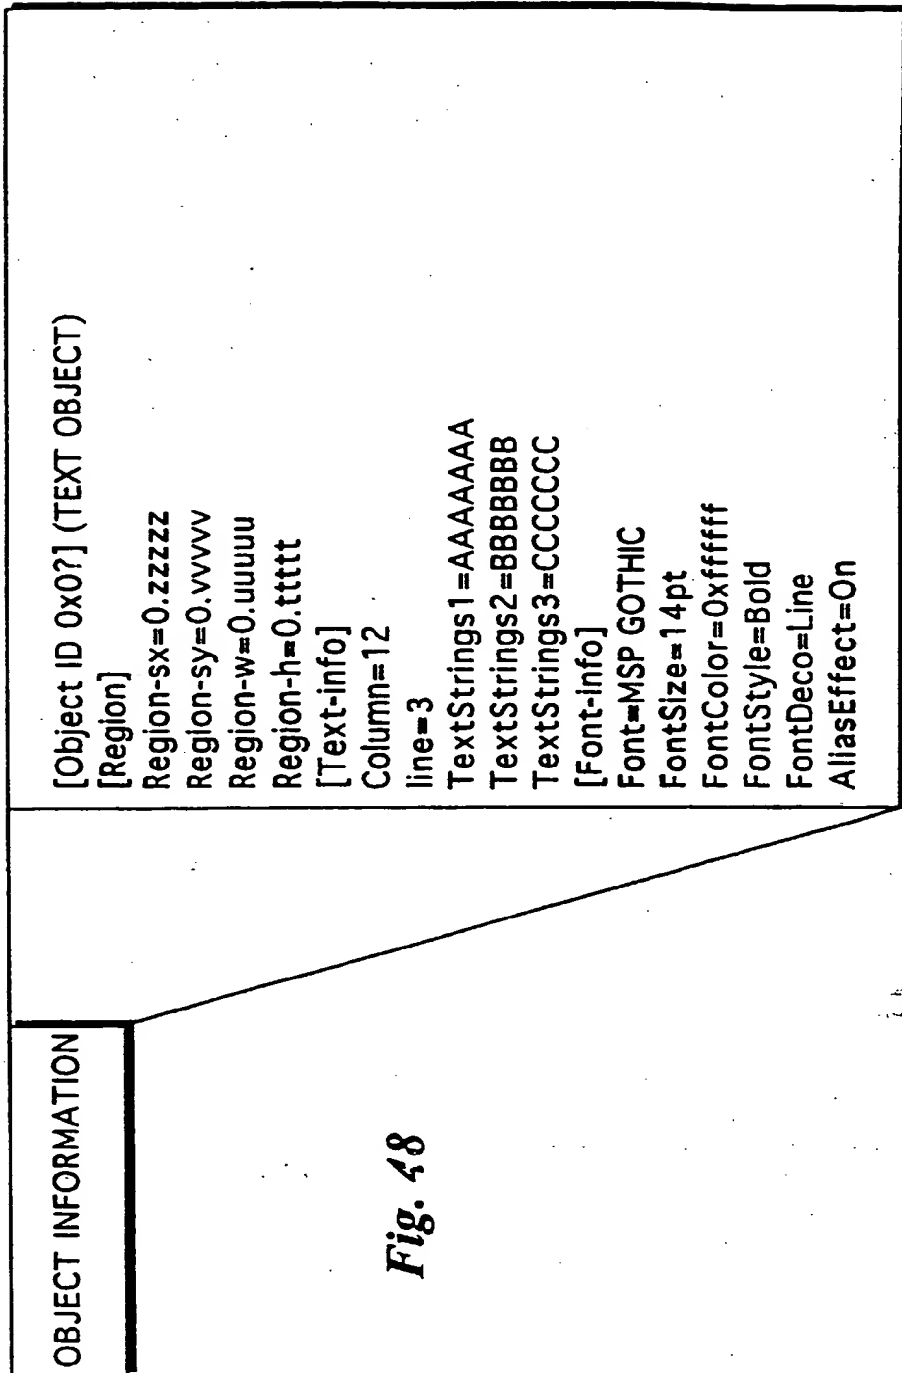 OBJECT INFORMATION
[Object ID 0x0?] (TEXT OBJECT)
[Region]
Region-sx=0.zzzzz
Region-sy=0.vvvvv
Region-w=0.uuuuu
Region-h=0.ttttt
[Text-info]
Column=12
line=3
TextStrings1=AAAAAAA
TextStrings2=BBBBBBB
TextStrings3=CCCCCCC
[Font-info]
Font=MSP GOTHIC
FontSize=14pt
FontColor=0xffffff
FontStyle=Bold
FontDeco=Line
AliasEffect=On
Fig. 48